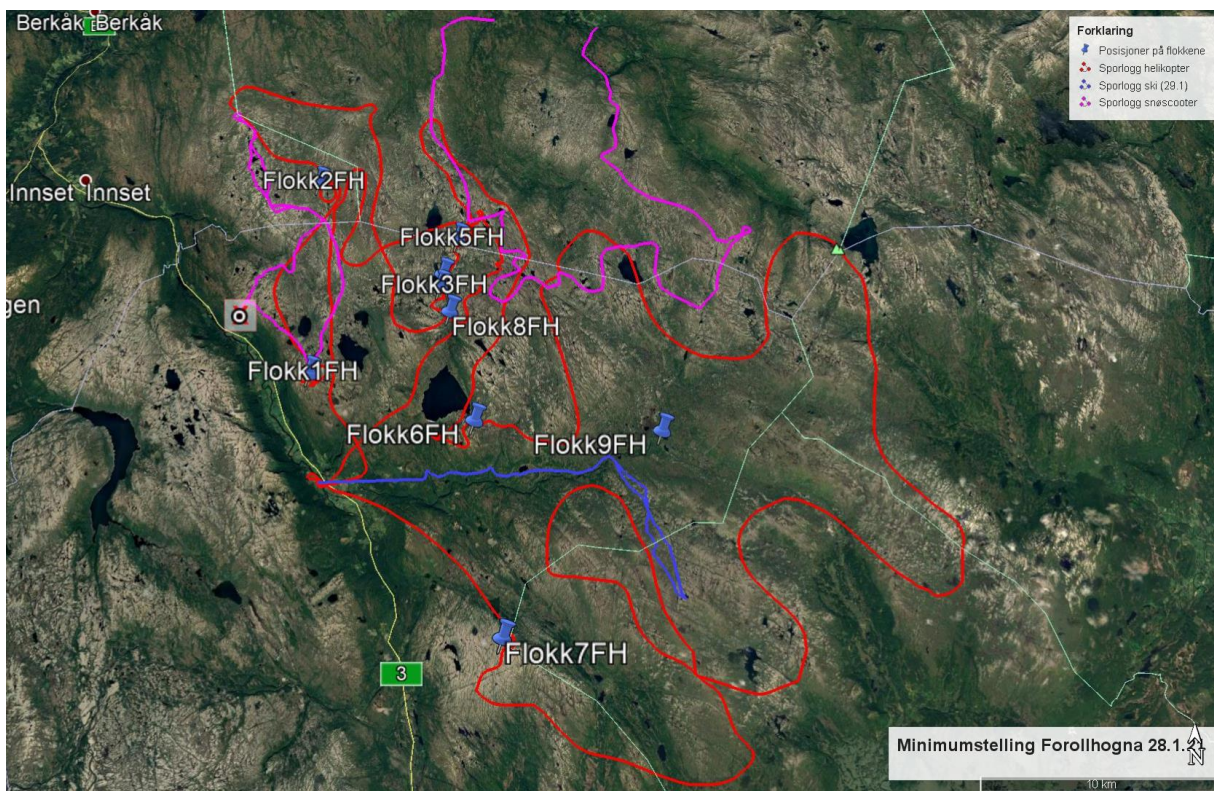 Berkåk Berkåk
E
Forklaring
Posisjoner på flokkene
Sporlogg helikopter
Sporlogg ski (29.1)
Sporlogg snøscooter
Flokk2FH
Innset Innset
Flokk5FH
Flokk3FH
gen
Flokk8FH
Flokk1FH
Flokk6FH
Flokk9FH
Flokk7FH
3
Minimumstelling Forollhogna 28.1.
N
10 km